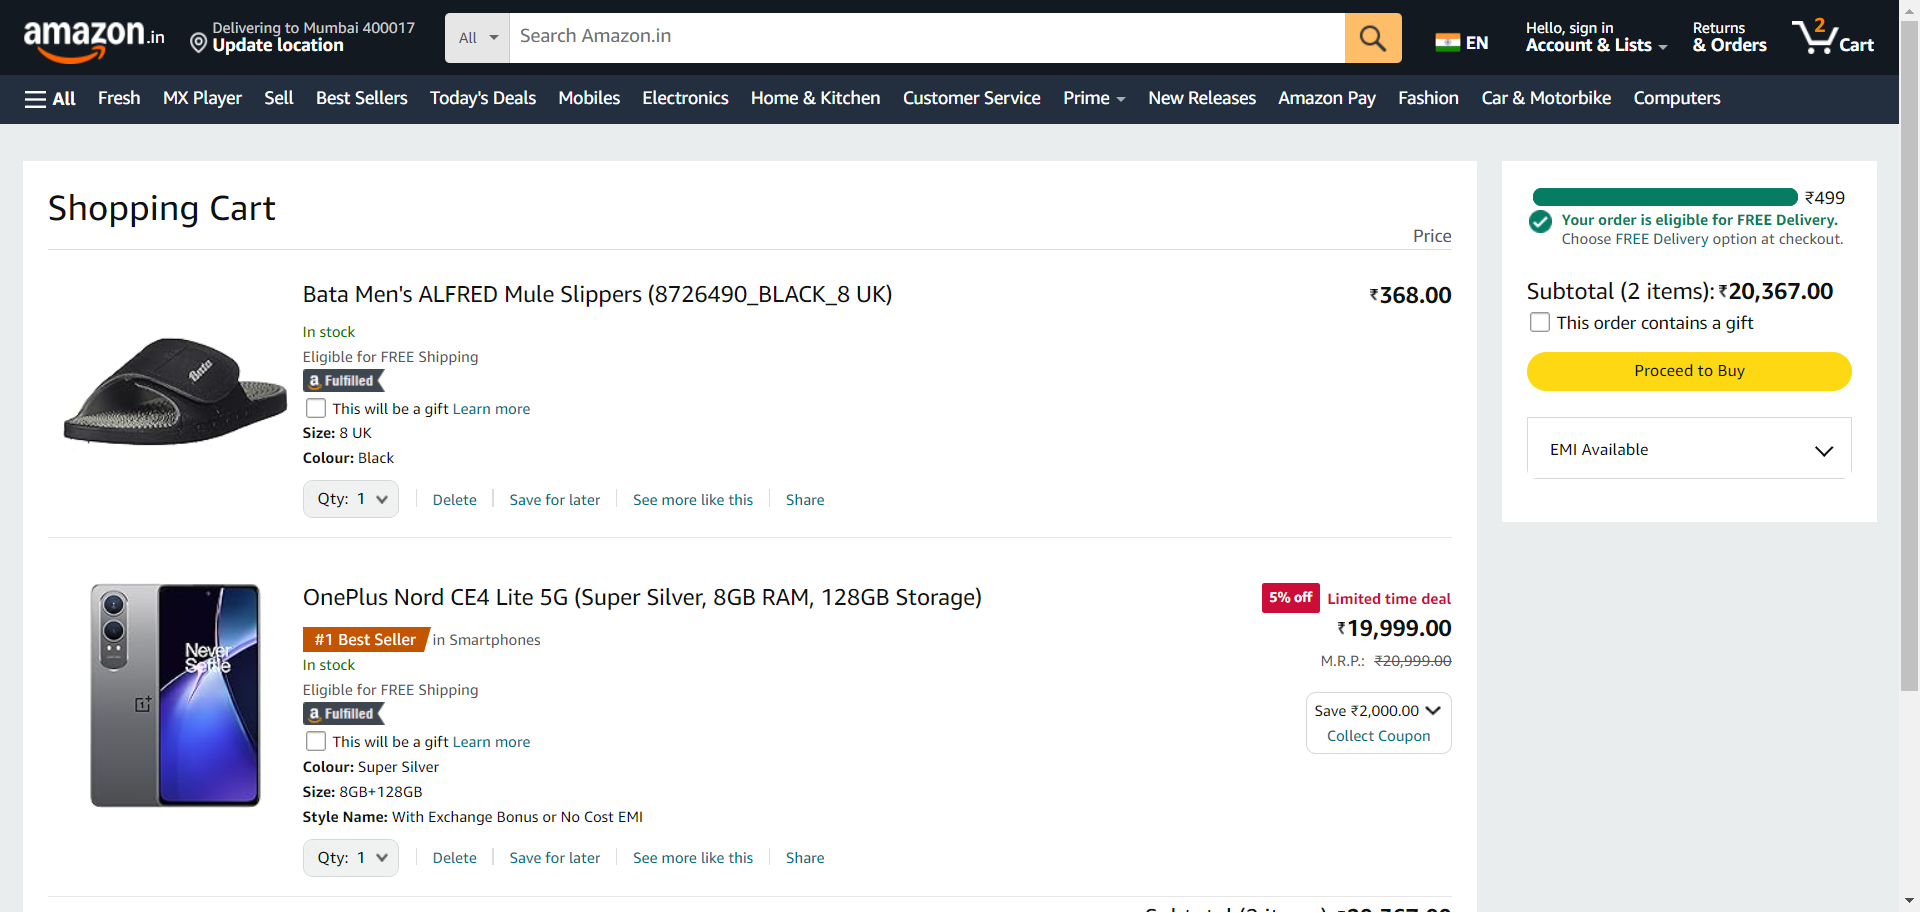 amazon.in
Delivering to Mumbai 400017
Update location
All
Search Amazon.in
EN
Hello, sign in
Account & Lists
Returns
& Orders
2
Cart
All
Fresh
MX Player
Sell
Best Sellers
Today's Deals
Mobiles
Electronics
Home & Kitchen
Customer Service
Prime
New Releases
Amazon Pay
Fashion
Car & Motorbike
Computers
Shopping Cart
Price
Bata Men's ALFRED Mule Slippers (8726490_BLACK_8 UK)
₹368.00
In stock
Eligible for FREE Shipping
a Fulfilled
This will be a gift Learn more
Size: 8 UK
Colour: Black
Qty: 1
Delete
Save for later
See more like this
Share
Bata
OnePlus Nord CE4 Lite 5G (Super Silver, 8GB RAM, 128GB Storage)
5% off
Limited time deal
₹19,999.00
M.R.P.: ₹20,999.00
Save ₹2,000.00
Collect Coupon
#1 Best Seller in Smartphones
In stock
Eligible for FREE Shipping
a Fulfilled
This will be a gift Learn more
Colour: Super Silver
Size: 8GB+128GB
Style Name: With Exchange Bonus or No Cost EMI
Qty: 1
Delete
Save for later
See more like this
Share
Never
Settle
Subtotal (2 items): ₹20,367.00
₹499
Your order is eligible for FREE Delivery.
Choose FREE Delivery option at checkout.
Subtotal (2 items): ₹20,367.00
This order contains a gift
Proceed to Buy
EMI Available